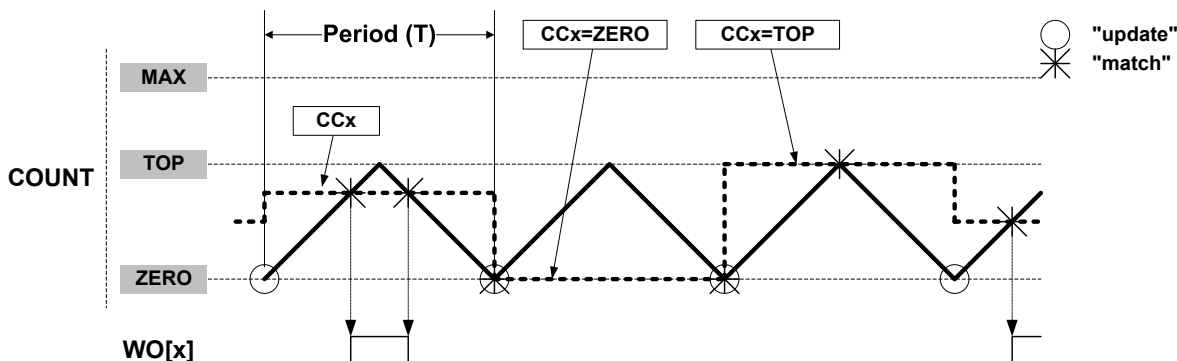 Period (T)
CCx=ZERO
CCx=TOP
"update"
"match"
MAX
CCx
TOP
COUNT
ZERO
WO[x]